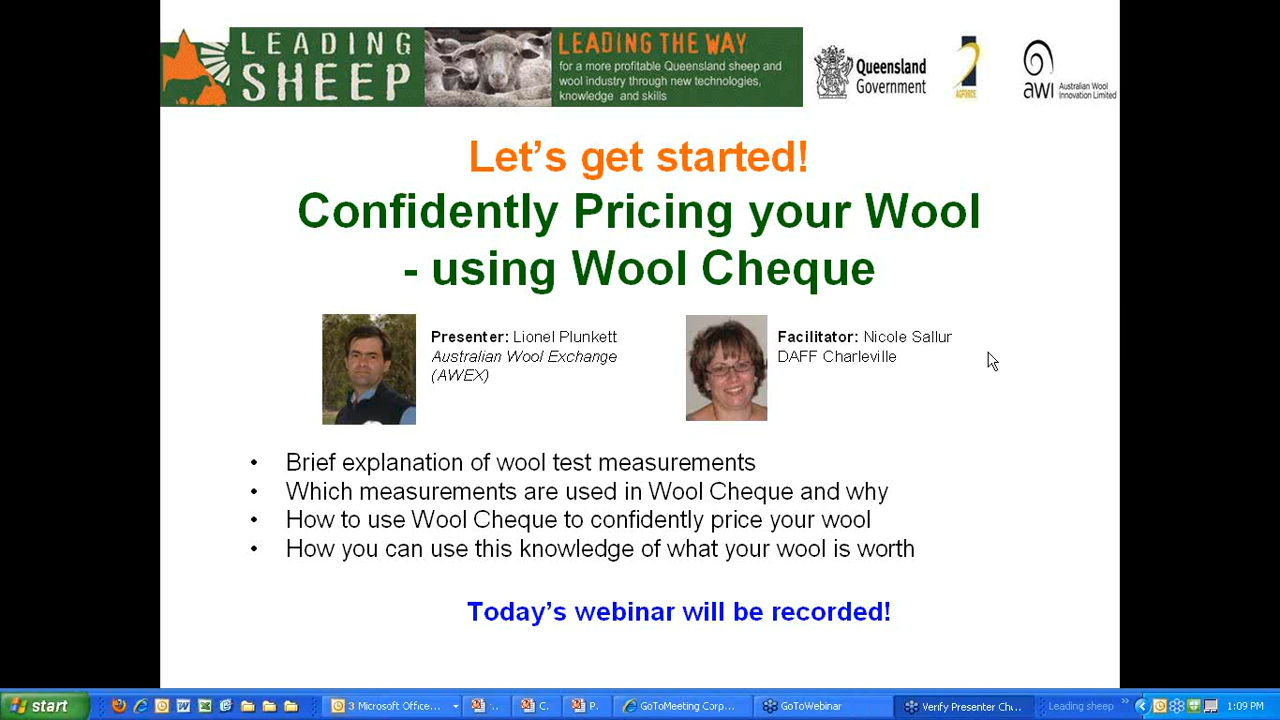 LEADING
SHEEP
LEADING THE WAY
for a more profitable Queensland sheep and
wool industry through new technologies,
knowledge and skills
Queensland
Government
AGFORCE
awi Australian Wool
Innovation Limited
Let's get started!
Confidently Pricing your Wool
- using Wool Cheque
Presenter: Lionel Plunkett
Australian Wool Exchange
(AWEX)
Facilitator: Nicole Sallur
DAFF Charleville
• Brief explanation of wool test measurements
• Which measurements are used in Wool Cheque and why
• How to use Wool Cheque to confidently price your wool
• How you can use this knowledge of what your wool is worth
Today's webinar will be recorded!
start
3 Microsoft Office...
'...
C.
P.
GoToMeeting Corp...
GoToWebinar
Verify Presenter Ch...
Leading sheep
1:09 PM